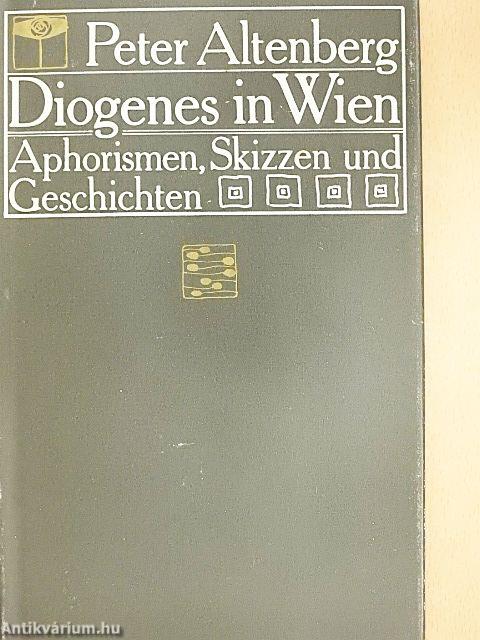 Peter Altenberg
Diogenes in Wien
Aphorismen, Skizzen und
Geschichten
Antikvárium.hu